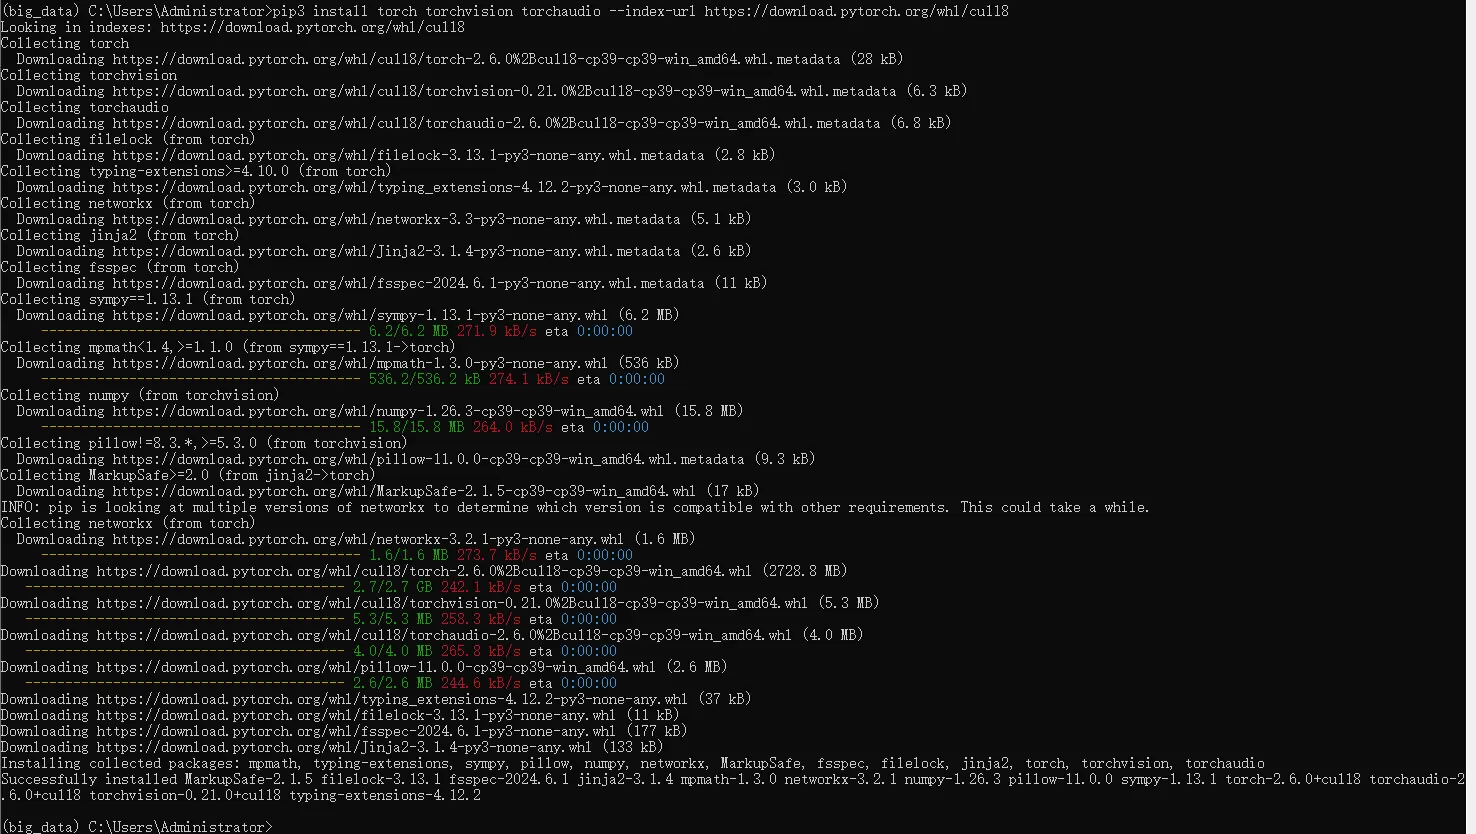 (big_data) C:\Users\Administrator>pip3 install torch torchvision torchaudio --index-url https://download.pytorch.org/whl/cu118
Looking in indexes: https://download.pytorch.org/whl/cu118
Collecting torch
Downloading https://download.pytorch.org/whl/cu118/torch-2.6.0%2Bcu118-cp39-cp39-win_amd64.whl.metadata (28 kB)
Collecting torchvision
Downloading https://download.pytorch.org/whl/cu118/torchvision-0.21.0%2Bcu118-cp39-cp39-win_amd64.whl.metadata (6.3 kB)
Collecting torchaudio
Downloading https://download.pytorch.org/whl/cu118/torchaudio-2.6.0%2Bcu118-cp39-cp39-win_amd64.whl.metadata (6.8 kB)
Collecting filelock (from torch)
Downloading https://download.pytorch.org/whl/filelock-3.13.1-py3-none-any.whl.metadata (2.8 kB)
Collecting typing-extensions>=4.10.0 (from torch)
Downloading https://download.pytorch.org/whl/typing_extensions-4.12.2-py3-none-any.whl.metadata (3.0 kB)
Collecting networkx (from torch)
Downloading https://download.pytorch.org/whl/networkx-3.3-py3-none-any.whl.metadata (5.1 kB)
Collecting jinja2 (from torch)
Downloading https://download.pytorch.org/whl/Jinja2-3.1.4-py3-none-any.whl.metadata (2.6 kB)
Collecting fsspec (from torch)
Downloading https://download.pytorch.org/whl/fsspec-2024.6.1-py3-none-any.whl.metadata (11 kB)
Collecting sympy==1.13.1 (from torch)
Downloading https://download.pytorch.org/whl/sympy-1.13.1-py3-none-any.whl (6.2 MB)
---------------------------------------- 6.2/6.2 MB 271.9 kB/s eta 0:00:00
Collecting mpmath<1.4,>=1.1.0 (from sympy==1.13.1->torch)
Downloading https://download.pytorch.org/whl/mpmath-1.3.0-py3-none-any.whl (536 kB)
---------------------------------------- 536.2/536.2 kB 274.1 kB/s eta 0:00:00
Collecting numpy (from torchvision)
Downloading https://download.pytorch.org/whl/numpy-1.26.3-cp39-cp39-win_amd64.whl (15.8 MB)
---------------------------------------- 15.8/15.8 MB 264.0 kB/s eta 0:00:00
Collecting pillow!=8.3.*,>=5.3.0 (from torchvision)
Downloading https://download.pytorch.org/whl/pillow-11.0.0-cp39-cp39-win_amd64.whl.metadata (9.3 kB)
Collecting MarkupSafe>=2.0 (from jinja2->torch)
Downloading https://download.pytorch.org/whl/MarkupSafe-2.1.5-cp39-cp39-win_amd64.whl (17 kB)
INFO: pip is looking at multiple versions of networkx to determine which version is compatible with other requirements. This could take a while.
Collecting networkx (from torch)
Downloading https://download.pytorch.org/whl/networkx-3.2.1-py3-none-any.whl (1.6 MB)
---------------------------------------- 1.6/1.6 MB 273.7 kB/s eta 0:00:00
Downloading https://download.pytorch.org/whl/cu118/torch-2.6.0%2Bcu118-cp39-cp39-win_amd64.whl (2728.8 MB)
---------------------------------------- 2.7/2.7 GB 242.1 kB/s eta 0:00:00
Downloading https://download.pytorch.org/whl/cu118/torchvision-0.21.0%2Bcu118-cp39-cp39-win_amd64.whl (5.3 MB)
---------------------------------------- 5.3/5.3 MB 258.3 kB/s eta 0:00:00
Downloading https://download.pytorch.org/whl/cu118/torchaudio-2.6.0%2Bcu118-cp39-cp39-win_amd64.whl (4.0 MB)
---------------------------------------- 4.0/4.0 MB 265.8 kB/s eta 0:00:00
Downloading https://download.pytorch.org/whl/pillow-11.0.0-cp39-cp39-win_amd64.whl (2.6 MB)
---------------------------------------- 2.6/2.6 MB 244.6 kB/s eta 0:00:00
Downloading https://download.pytorch.org/whl/typing_extensions-4.12.2-py3-none-any.whl (37 kB)
Downloading https://download.pytorch.org/whl/filelock-3.13.1-py3-none-any.whl (11 kB)
Downloading https://download.pytorch.org/whl/fsspec-2024.6.1-py3-none-any.whl (177 kB)
Downloading https://download.pytorch.org/whl/Jinja2-3.1.4-py3-none-any.whl (133 kB)
Installing collected packages: mpmath, typing-extensions, sympy, pillow, numpy, networkx, MarkupSafe, fsspec, filelock, jinja2, torch, torchvision, torchaudio
Successfully installed MarkupSafe-2.1.5 filelock-3.13.1 fsspec-2024.6.1 jinja2-3.1.4 mpmath-1.3.0 networkx-3.2.1 numpy-1.26.3 pillow-11.0.0 sympy-1.13.1 torch-2.6.0+cu118 torchaudio-2
.6.0+cu118 torchvision-0.21.0+cu118 typing-extensions-4.12.2
(big_data) C:\Users\Administrator>